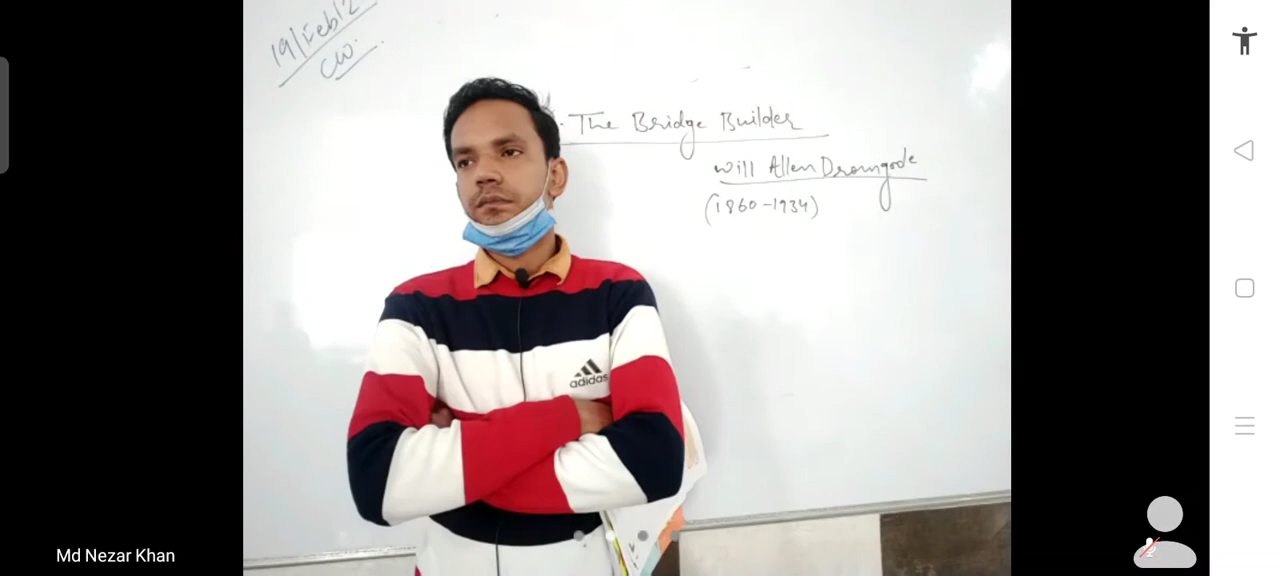 19/Feb/2
CW.
The Bridge Builder
Will Allen Dromgoole
(1860-1934)
adidas
Md Nezar Khan